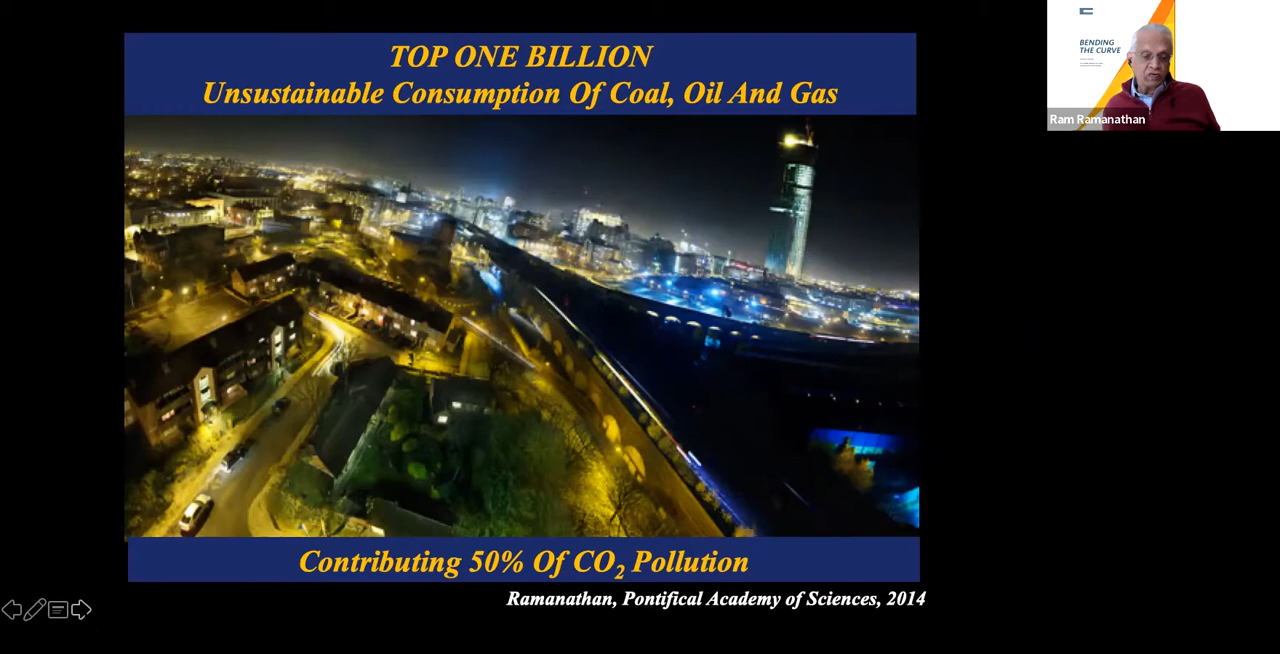 TOP ONE BILLION
Unsustainable Consumption Of Coal, Oil And Gas
Contributing 50% Of CO₂ Pollution
Ramanathan, Pontifical Academy of Sciences, 2014
BENDING
THE CURVE
Ram Ramanathan